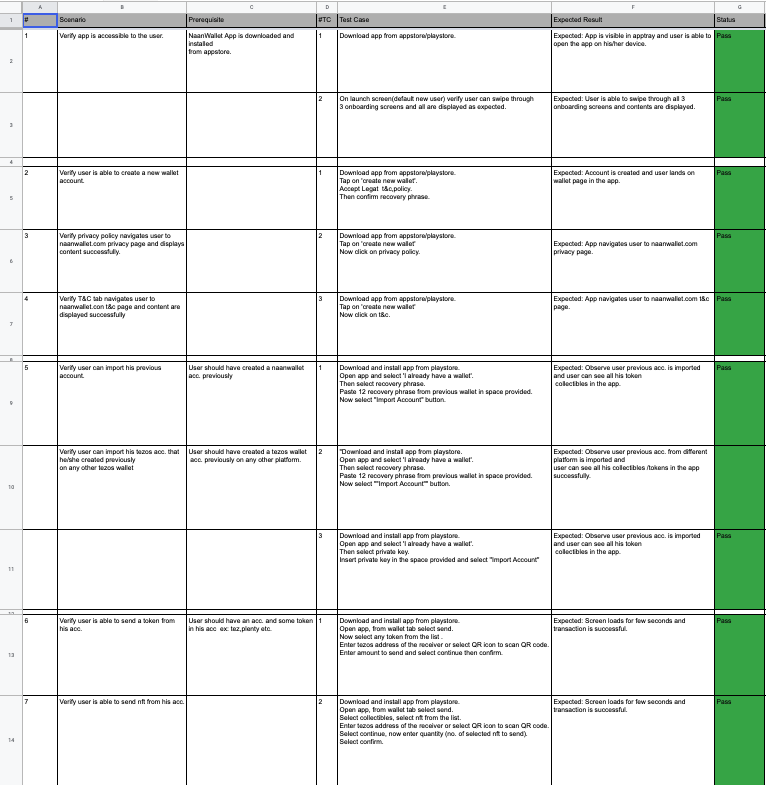 A B C D E F G
1 # Scenario Prerequisite #TC Test Case Expected Result Status
2
1 Verify app is accessible to the user. NaanWallet App is downloaded and
installed
from appstore. 1 Download app from appstore/playstore. Expected: App is visible in apptray and user is able to
open the app on his/her device. Pass
3
2 On launch screen(default new user) verify user can swipe through
3 onboarding screens and all are displayed as expected. Expected: User is able to swipe through all 3
onboarding screens and contents are displayed. Pass
4
5
2 Verify user is able to create a new wallet
account. 1 Download app from appstore/playstore.
Tap on 'create new wallet'.
Accept Legat t&c,policy.
Then confirm recovery phrase. Expected: Account is created and user lands on
wallet page in the app. Pass
6
3 Verify privacy policy navigates user to
naanwallet.com privacy page and displays
content successfully. 2 Download app from appstore/playstore.
Tap on 'create new wallet'
Now click on privacy policy. Expected: App navigates user to naanwallet.com
privacy page. Pass
7
4 Verify T&C tab navigates user to
naanwallet.con t&c page and content are
displayed successfully 3 Download app from appstore/playstore.
Tap on 'create new wallet'
Now click on t&c. Expected: App navigates user to naanwallet.com t&c
page. Pass
8
9
5 Verify user can import his previous
account. User should have created a naanwallet
acc. previously 1 Download and install app from playstore.
Open app and select 'I already have a wallet'.
Then select recovery phrase.
Paste 12 recovery phrase from previous wallet in space provided.
Now select "Import Account" button. Expected: Observe user previous acc. is imported
and user can see all his token
collectibles in the app. Pass
10
Verify user can import his tezos acc. that
he/she created previously
on any other tezos wallet User should have created a tezos wallet
acc. previously on any other platform. 2 "Download and install app from playstore.
Open app and select 'I already have a wallet'.
Then select recovery phrase.
Paste 12 recovery phrase from previous wallet in space provided.
Now select ""Import Account"" button. Expected: Observe user previous acc. from different
platform is imported and
user can see all his collectibles /tokens in the app
successfully. Pass
11
3 Download and install app from playstore.
Open app and select 'I already have a wallet'.
Then select private key.
Insert private key in the space provided and select "Import Account" Expected: Observe user previous acc. is imported
and user can see all his token
collectibles in the app. Pass
12
13
6 Verify user is able to send a token from
his acc. User should have an acc. and some token
in his acc ex: tez,plenty etc. 1 Download and install app from playstore.
Open app, from wallet tab select send.
Now select any token from the list .
Enter tezos address of the receiver or select QR icon to scan QR code.
Enter amount to send and select continue then confirm. Expected: Screen loads for few seconds and
transaction is successful. Pass
14
7 Verify user is able to send nft from his acc. 2 Download and install app from playstore.
Open app, from wallet tab select send.
Select collectibles, select nft from the list.
Enter tezos address of the receiver or select QR icon to scan QR code.
Select continue, now enter quantity (no. of selected nft to send).
Select confirm. Expected: Screen loads for few seconds and
transaction is successful. Pass